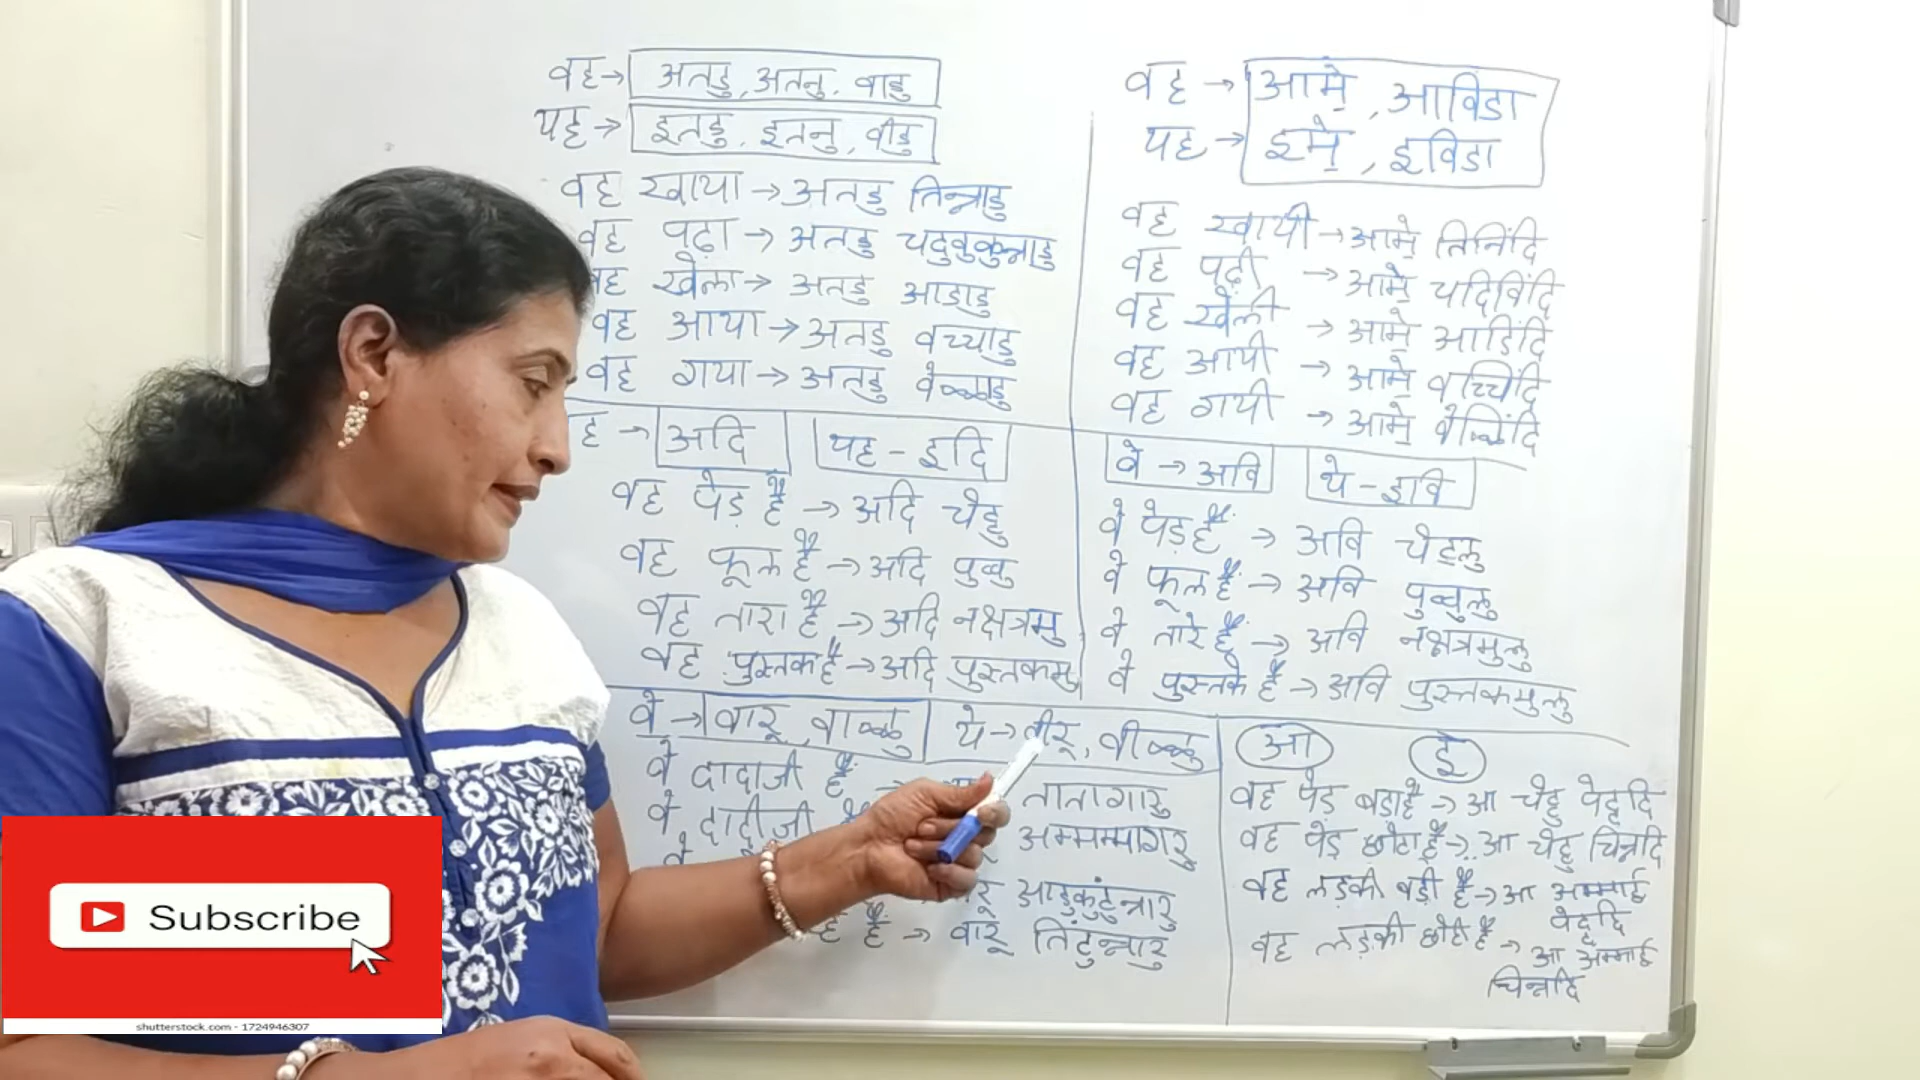 वह → अतडु, अतनु, वाडु
यह → इतडु, इतनु, वीडु
वह खाया → अतडु तिन्नाडु
वह पढ़ा → अतडु चदुवुकुन्नाडु
वह खेला → अतडु आडाडु
वह आया → अतडु वच्चाडु
वह गया → अतडु वेळ्ळाडु
वह → आमे, आविडा
यह → इमे, इविडा
वह खायी → आमे तिनिंदि
वह पढ़ी → आमे चदिविंदि
वह खेली → आमे आडिंदि
वह आयी → आमे वच्चिंदि
वह गयी → आमे वेळ्ळिंदि
ह → अदि यह - इदि
वह पेड़ है → अदि चेट्टु
वह फूल है → अदि पुव्वु
वह तारा है → अदि नक्षत्रमु
वह पुस्तक है → अदि पुस्तकमु
वे → अवि ये - इवि
वे पेड़ हैं → अवि चेट्लु
वे फूल हैं → अवि पुव्वुलु
वे तारे हैं → अवि नक्षत्रमुलु
वे पुस्तके हैं → अवि पुस्तकमुलु
वे → वारू, वाळ्ळु ये → वीरू, वीळ्ळु
वे दादाजी हैं → तातागारु
वे दादीजी अम्मम्मागारु
वे रू आडुकुंटुन्नारु
हे हैं → वारू तिंटुन्नारु
आ ई
वह पेड़ बड़ा है → आ चेट्टु पेद्ददि
वह पेड़ छोटा है → आ चेट्टु चिन्नदि
वह लड़की बड़ी है → आ अम्माई
पेद्ददि
वह लड़की छोटी है → आ अम्माई
चिन्नदि
Subscribe
shutterstock.com · 1724946307